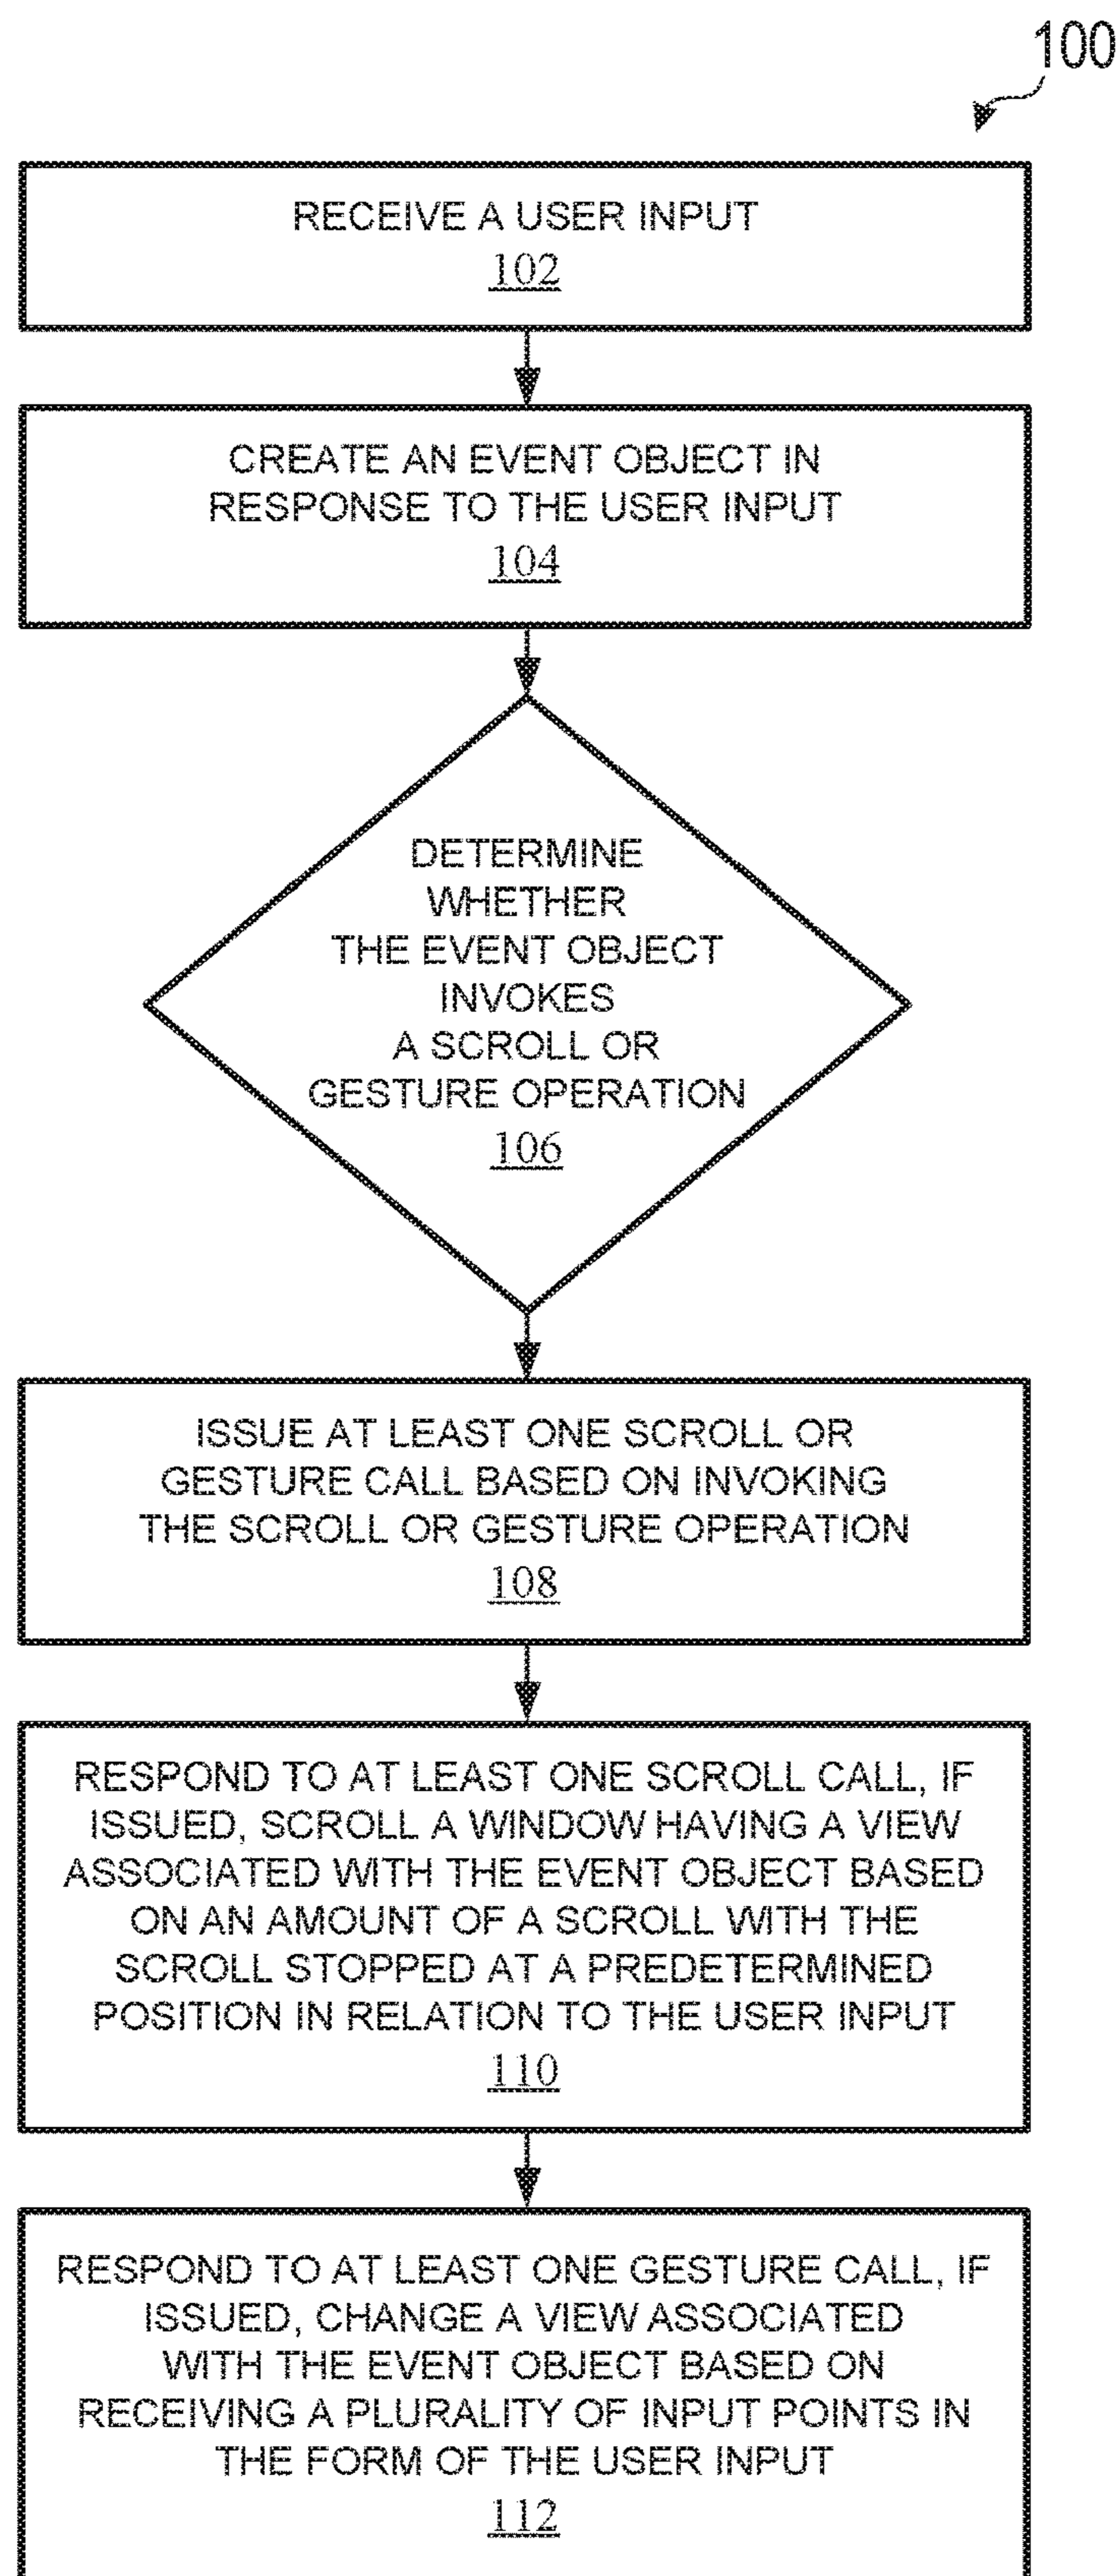 100
RECEIVE A USER INPUT
102
CREATE AN EVENT OBJECT IN
RESPONSE TO THE USER INPUT
104
DETERMINE
WHETHER
THE EVENT OBJECT
INVOKES
A SCROLL OR
GESTURE OPERATION
106
ISSUE AT LEAST ONE SCROLL OR
GESTURE CALL BASED ON INVOKING
THE SCROLL OR GESTURE OPERATION
108
RESPOND TO AT LEAST ONE SCROLL CALL, IF
ISSUED, SCROLL A WINDOW HAVING A VIEW
ASSOCIATED WITH THE EVENT OBJECT BASED
ON AN AMOUNT OF A SCROLL WITH THE
SCROLL STOPPED AT A PREDETERMINED
POSITION IN RELATION TO THE USER INPUT
110
RESPOND TO AT LEAST ONE GESTURE CALL, IF
ISSUED, CHANGE A VIEW ASSOCIATED
WITH THE EVENT OBJECT BASED ON
RECEIVING A PLURALITY OF INPUT POINTS IN
THE FORM OF THE USER INPUT
112